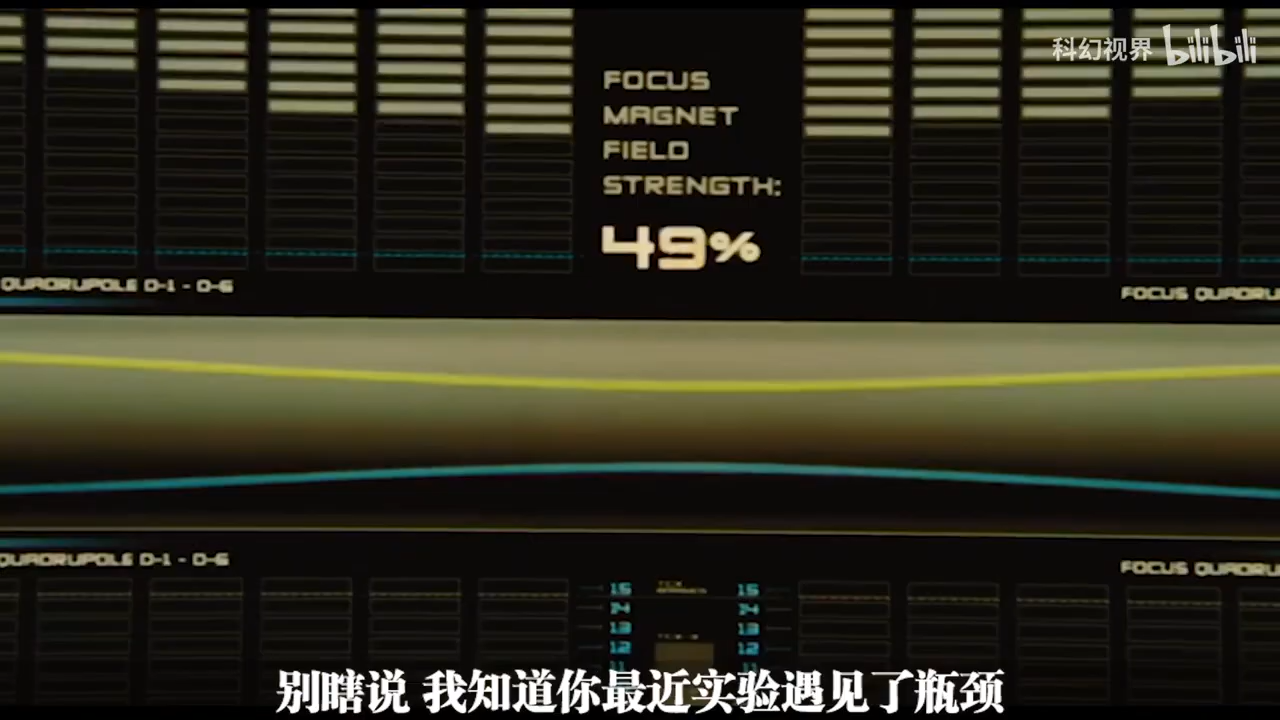 科幻视界 bilibili
FOCUS
MAGNET
FIELD
STRENGTH:
49%
QUADRUPOLE D-1 - D-6
FOCUS QUADRU
QUADRUPOLE D-1 - D-6
FOCUS QUADRU
15 15
14 14
13 13
12 12
11 11
别瞎说 我知道你最近实验遇见了瓶颈